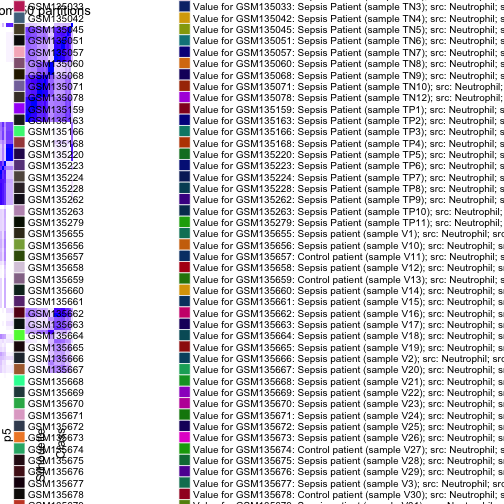 GSM135033 Value for GSM135033: Sepsis patient (sample TN3); src: Neutrophil; s
GSM135042 Value for GSM135042: Sepsis patient (sample TN4); src: Neutrophil; s
GSM135045 Value for GSM135045: Sepsis patient (sample TN5); src: Neutrophil; s
GSM135051 Value for GSM135051: Sepsis patient (sample TN6); src: Neutrophil; s
GSM135057 Value for GSM135057: Sepsis patient (sample TN7); src: Neutrophil; s
GSM135060 Value for GSM135060: Sepsis patient (sample TN8); src: Neutrophil; s
GSM135068 Value for GSM135068: Sepsis patient (sample TN9); src: Neutrophil; s
GSM135071 Value for GSM135071: Sepsis patient (sample TN10); src: Neutrophil;
GSM135078 Value for GSM135078: Sepsis patient (sample TN12); src: Neutrophil;
GSM135159 Value for GSM135159: Sepsis patient (sample TP1); src: Neutrophil; s
GSM135163 Value for GSM135163: Sepsis patient (sample TP2); src: Neutrophil; s
GSM135166 Value for GSM135166: Sepsis patient (sample TP3); src: Neutrophil; s
GSM135168 Value for GSM135168: Sepsis patient (sample TP4); src: Neutrophil; s
GSM135220 Value for GSM135220: Sepsis patient (sample TP5); src: Neutrophil; s
GSM135223 Value for GSM135223: Sepsis patient (sample TP6); src: Neutrophil; s
GSM135224 Value for GSM135224: Sepsis patient (sample TP7); src: Neutrophil; s
GSM135228 Value for GSM135228: Sepsis patient (sample TP8); src: Neutrophil; s
GSM135262 Value for GSM135262: Sepsis patient (sample TP9); src: Neutrophil; s
GSM135263 Value for GSM135263: Sepsis patient (sample TP10); src: Neutrophil;
GSM135279 Value for GSM135279: Sepsis patient (sample TP11); src: Neutrophil;
GSM135655 Value for GSM135655: Sepsis patient (sample V1); src: Neutrophil; sr
GSM135656 Value for GSM135656: Sepsis patient (sample V10); src: Neutrophil; s
GSM135657 Value for GSM135657: Control patient (sample V11); src: Neutrophil; s
GSM135658 Value for GSM135658: Sepsis patient (sample V12); src: Neutrophil; s
GSM135659 Value for GSM135659: Control patient (sample V13); src: Neutrophil; s
GSM135660 Value for GSM135660: Sepsis patient (sample V14); src: Neutrophil; s
GSM135661 Value for GSM135661: Sepsis patient (sample V15); src: Neutrophil; s
GSM135662 Value for GSM135662: Sepsis patient (sample V16); src: Neutrophil; s
GSM135663 Value for GSM135663: Sepsis patient (sample V17); src: Neutrophil; s
GSM135664 Value for GSM135664: Sepsis patient (sample V18); src: Neutrophil; s
GSM135665 Value for GSM135665: Sepsis patient (sample V19); src: Neutrophil; s
GSM135666 Value for GSM135666: Sepsis patient (sample V2); src: Neutrophil; sr
GSM135667 Value for GSM135667: Sepsis patient (sample V20); src: Neutrophil; s
GSM135668 Value for GSM135668: Sepsis patient (sample V21); src: Neutrophil; s
GSM135669 Value for GSM135669: Sepsis patient (sample V22); src: Neutrophil; s
GSM135670 Value for GSM135670: Sepsis patient (sample V23); src: Neutrophil; s
GSM135671 Value for GSM135671: Sepsis patient (sample V24); src: Neutrophil; s
GSM135672 Value for GSM135672: Sepsis patient (sample V25); src: Neutrophil; s
GSM135673 Value for GSM135673: Sepsis patient (sample V26); src: Neutrophil; s
GSM135674 Value for GSM135674: Control patient (sample V27); src: Neutrophil; s
GSM135675 Value for GSM135675: Sepsis patient (sample V28); src: Neutrophil; s
GSM135676 Value for GSM135676: Sepsis patient (sample V29); src: Neutrophil; s
GSM135677 Value for GSM135677: Sepsis patient (sample V3); src: Neutrophil; sr
GSM135678 Value for GSM135678: Control patient (sample V30); src: Neutrophil; s
partitions
p5